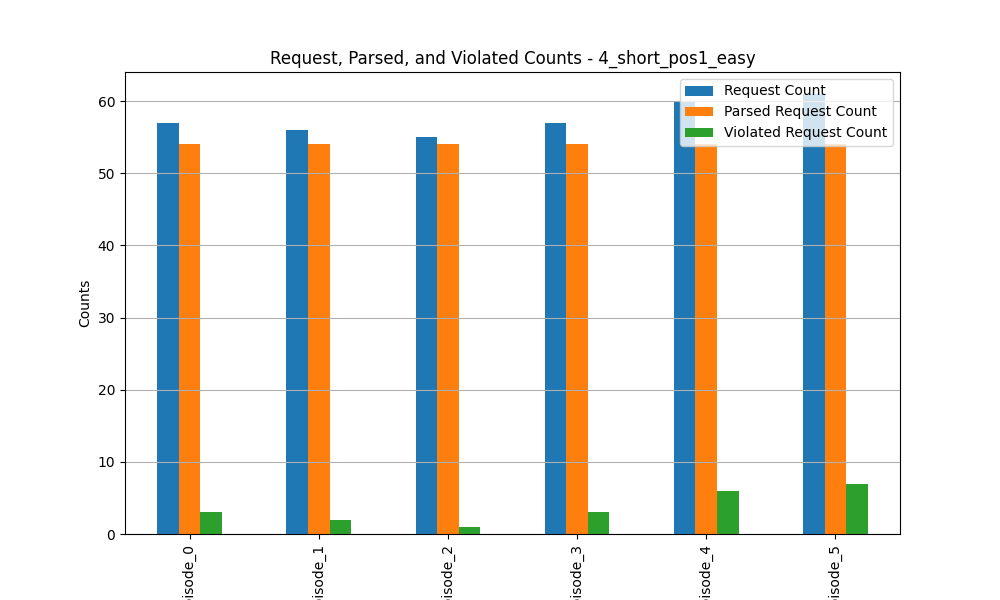 Request, Parsed, and Violated Counts - 4_short_pos1_easy
Request Count
Parsed Request Count
Violated Request Count
Counts
60
50
40
30
20
10
0
isode_0
isode_1
isode_2
isode_3
isode_4
isode_5